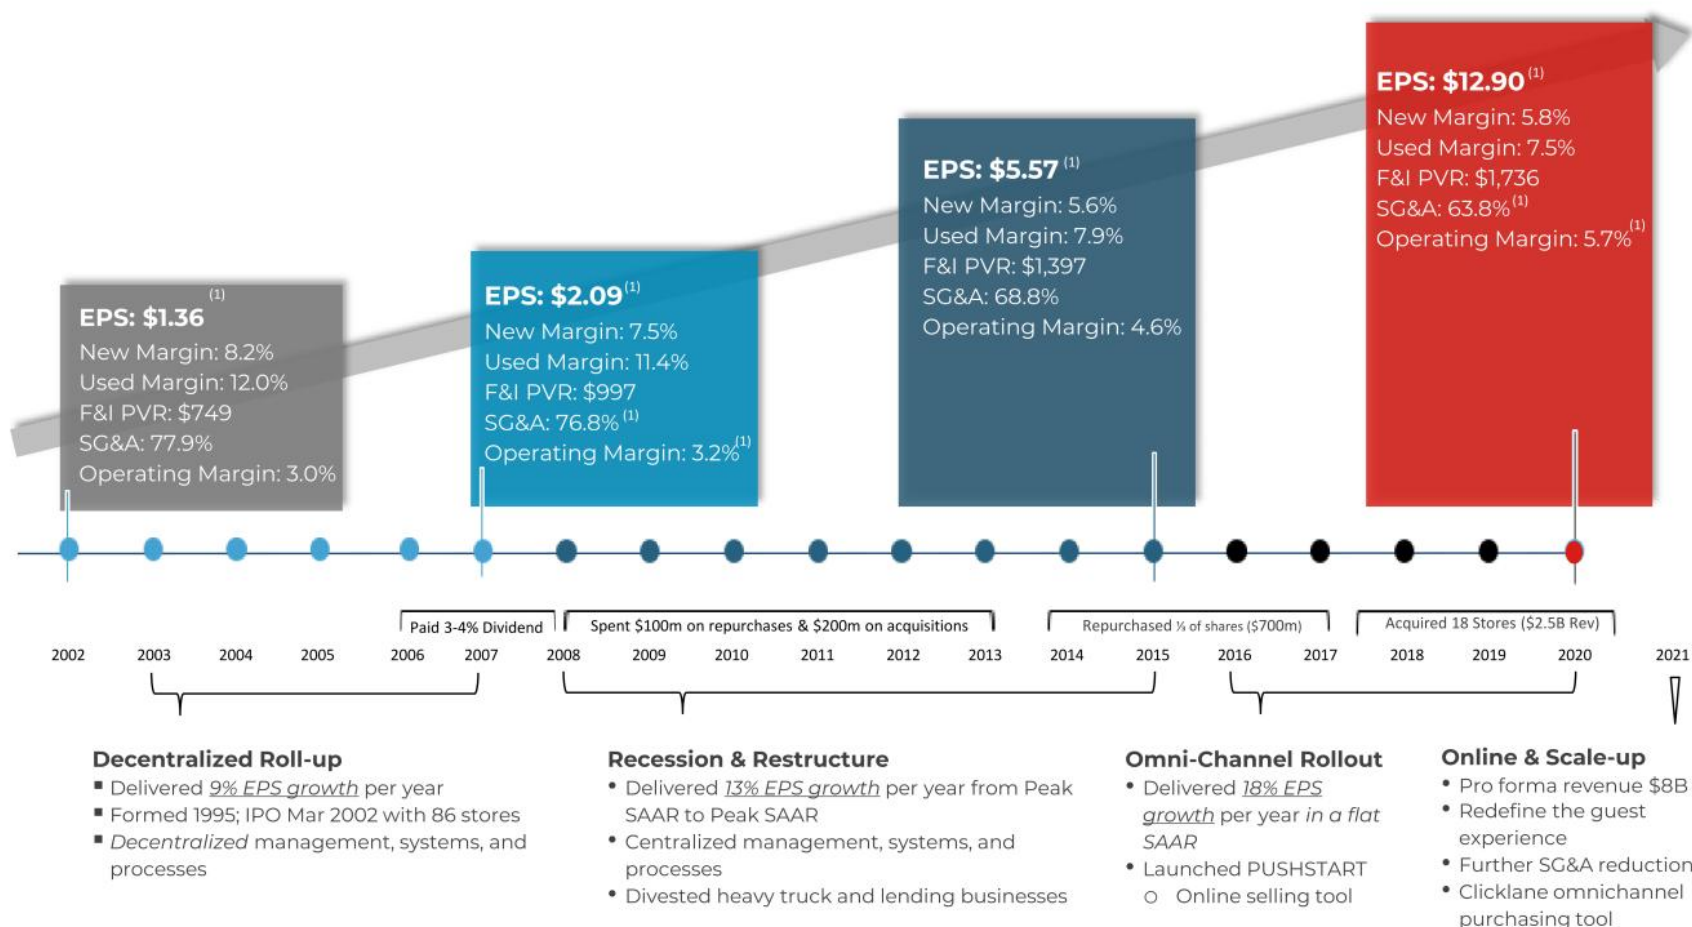 EPS: $1.36 (1)
New Margin: 8.2%
Used Margin: 12.0%
F&I PVR: $749
SG&A: 77.9%
Operating Margin: 3.0%
EPS: $2.09 (1)
New Margin: 7.5%
Used Margin: 11.4%
F&I PVR: $997
SG&A: 76.8% (1)
Operating Margin: 3.2% (1)
EPS: $5.57 (1)
New Margin: 5.6%
Used Margin: 7.9%
F&I PVR: $1,397
SG&A: 68.8%
Operating Margin: 4.6%
EPS: $12.90 (1)
New Margin: 5.8%
Used Margin: 7.5%
F&I PVR: $1,736
SG&A: 63.8% (1)
Operating Margin: 5.7% (1)
Paid 3-4% Dividend
Spent $100m on repurchases & $200m on acquisitions
Repurchased ⅓ of shares ($700m)
Acquired 18 Stores ($2.5B Rev)
2002 2003 2004 2005 2006 2007 2008 2009 2010 2011 2012 2013 2014 2015 2016 2017 2018 2019 2020 2021
Decentralized Roll-up
▪ Delivered 9% EPS growth per year
▪ Formed 1995; IPO Mar 2002 with 86 stores
▪ Decentralized management, systems, and
processes
Recession & Restructure
• Delivered 13% EPS growth per year from Peak
SAAR to Peak SAAR
• Centralized management, systems, and
processes
• Divested heavy truck and lending businesses
Omni-Channel Rollout
• Delivered 18% EPS
growth per year in a flat
SAAR
• Launched PUSHSTART
○ Online selling tool
Online & Scale-up
• Pro forma revenue $8B
• Redefine the guest
experience
• Further SG&A reduction
• Clicklane omnichannel
purchasing tool